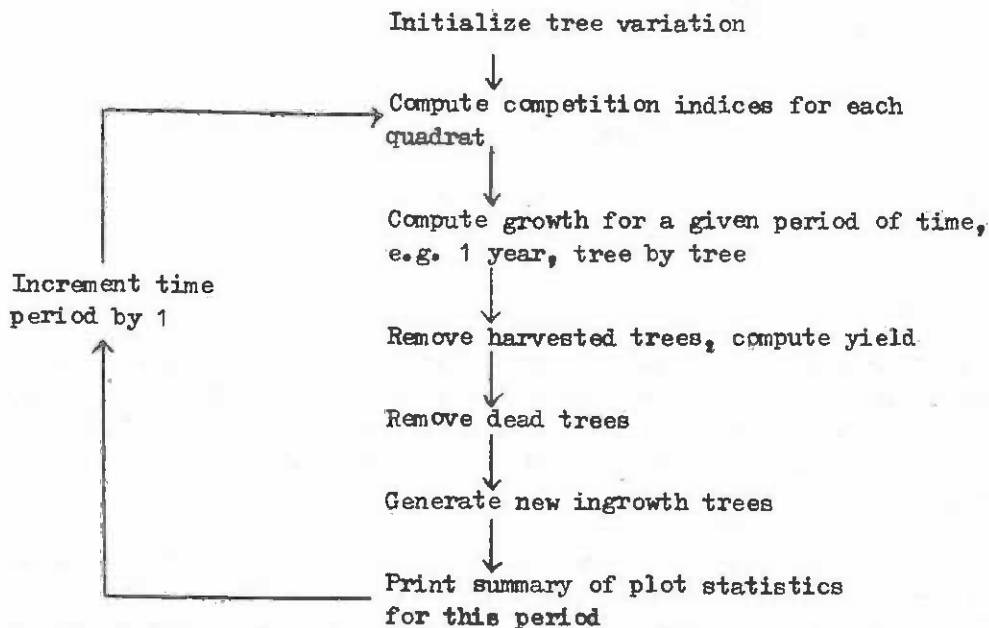 Initialize tree variation
Compute competition indices for each
quadrat
Compute growth for a given period of time,
e.g. 1 year, tree by tree
Increment time
period by 1
Remove harvested trees, compute yield
Remove dead trees
Generate new ingrowth trees
Print summary of plot statistics
for this period